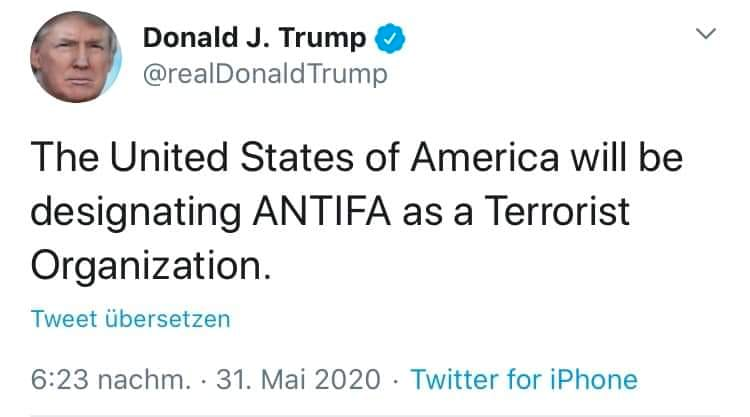 Donald J. Trump
@realDonaldTrump
The United States of America will be
designating ANTIFA as a Terrorist
Organization.
Tweet übersetzen
6:23 nachm. · 31. Mai 2020 · Twitter for iPhone